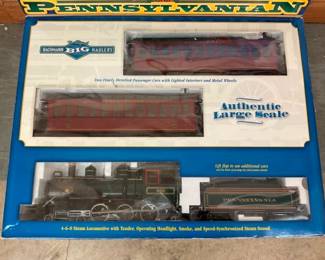 PENNSYLVANIAN
BACHMANN BIG HAULERS
Two Finely Detailed Passenger Cars with Lighted Interiors and Metal Wheels
Authentic
Large Scale
Lift flap to see additional cars
PENNSYLVANIA
4-6-0 Steam Locomotive with Tender, Operating Headlight, Smoke, and Speed-Synchronized Steam Sound